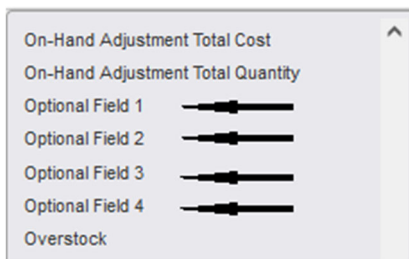 On-Hand Adjustment Total Cost
On-Hand Adjustment Total Quantity
Optional Field 1
Optional Field 2
Optional Field 3
Optional Field 4
Overstock